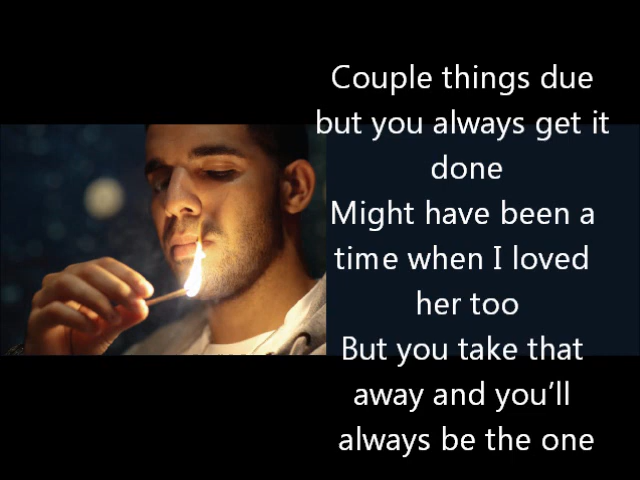 Couple things due
but you always get it
done
Might have been a
time when I loved
her too
But you take that
away and you'll
always be the one